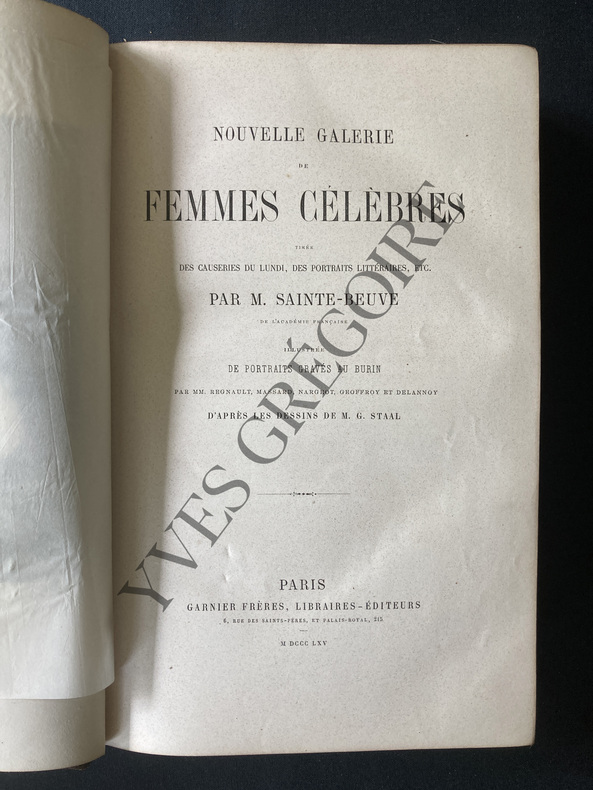 NOUVELLE GALERIE
DE
FEMMES CÉLÈBRES
TIRÉE
DES CAUSERIES DU LUNDI, DES PORTRAITS LITTÉRAIRES, ETC.
PAR M. SAINTE-BEUVE
DE L'ACADÉMIE FRANÇAISE
ILLUSTRÉE
DE PORTRAITS GRAVÉS AU BURIN
PAR MM. REGNAULT, MASSARD, NARGEOT, GEOFFROY ET DELANNOY
D'APRÈS LES DESSINS DE M. G. STAAL
PARIS
GARNIER FRÈRES, LIBRAIRES-ÉDITEURS
6, RUE DES SAINTS-PÈRES, ET PALAIS-ROYAL, 215
M DCCC LXV
YVES GRÉGOIRE